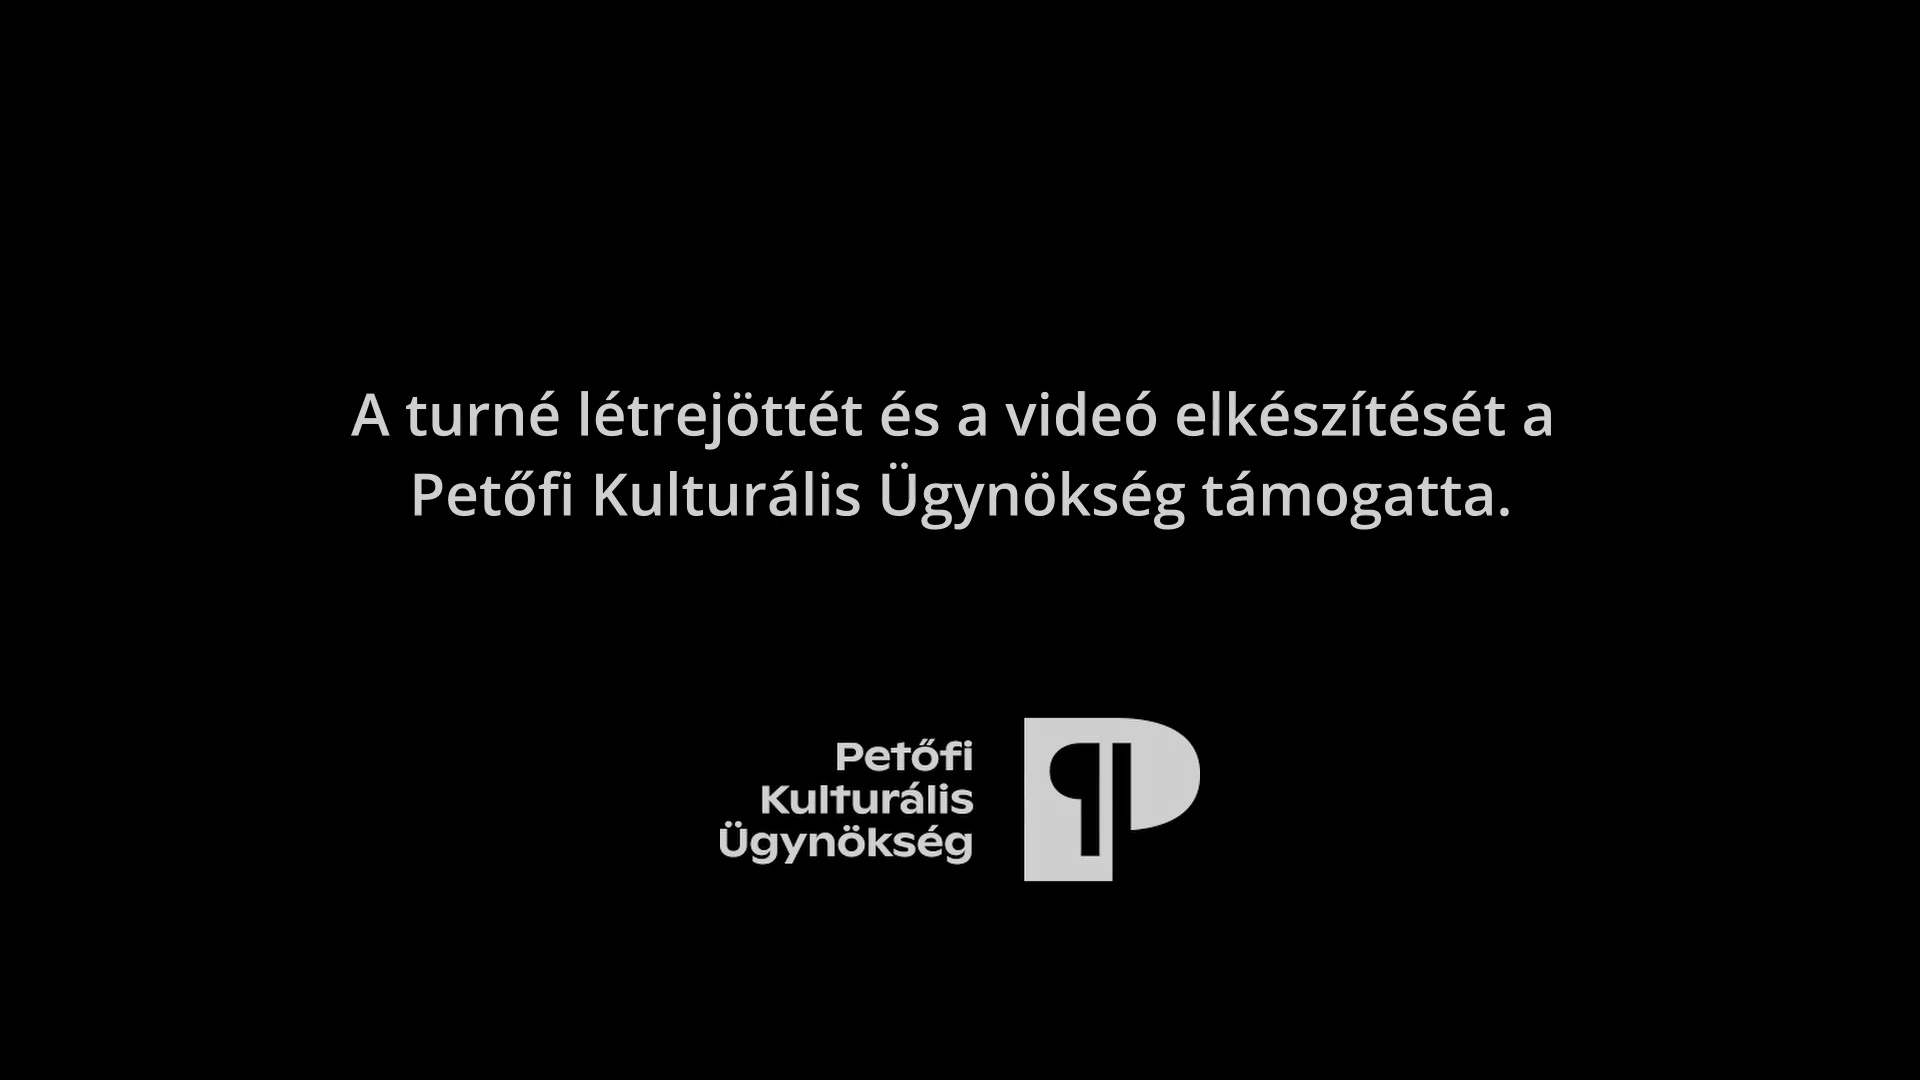 A turné létrejöttét és a videó elkészítését a
Petőfi Kulturális Ügynökség támogatta.
Petőfi
Kulturális
Ügynökség